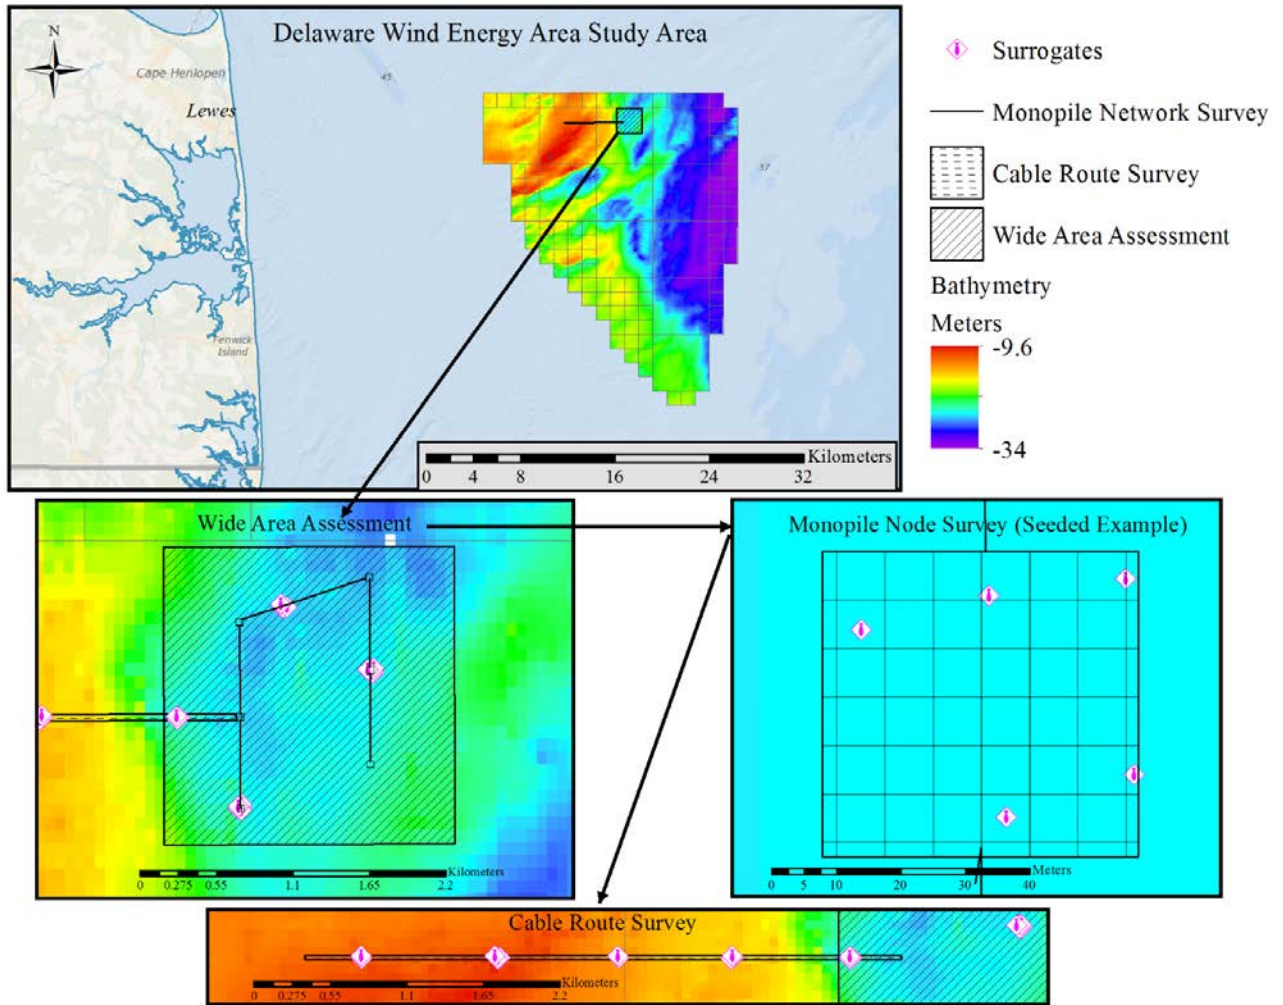 Delaware Wind Energy Area Study Area
N
Cape Henlopen
Lewes
45
37
Fenwick
Island
Kilometers
0 4 8 16 24 32
Surrogates
Monopile Network Survey
Cable Route Survey
Wide Area Assessment
Bathymetry
Meters
-9.6
-34
Wide Area Assessment
Kilometers
0 0.275 0.55 1.1 1.65 2.2
Monopile Node Survey (Seeded Example)
Meters
0 5 10 20 30 40
Cable Route Survey
Kilometers
0 0.275 0.55 1.1 1.65 2.2